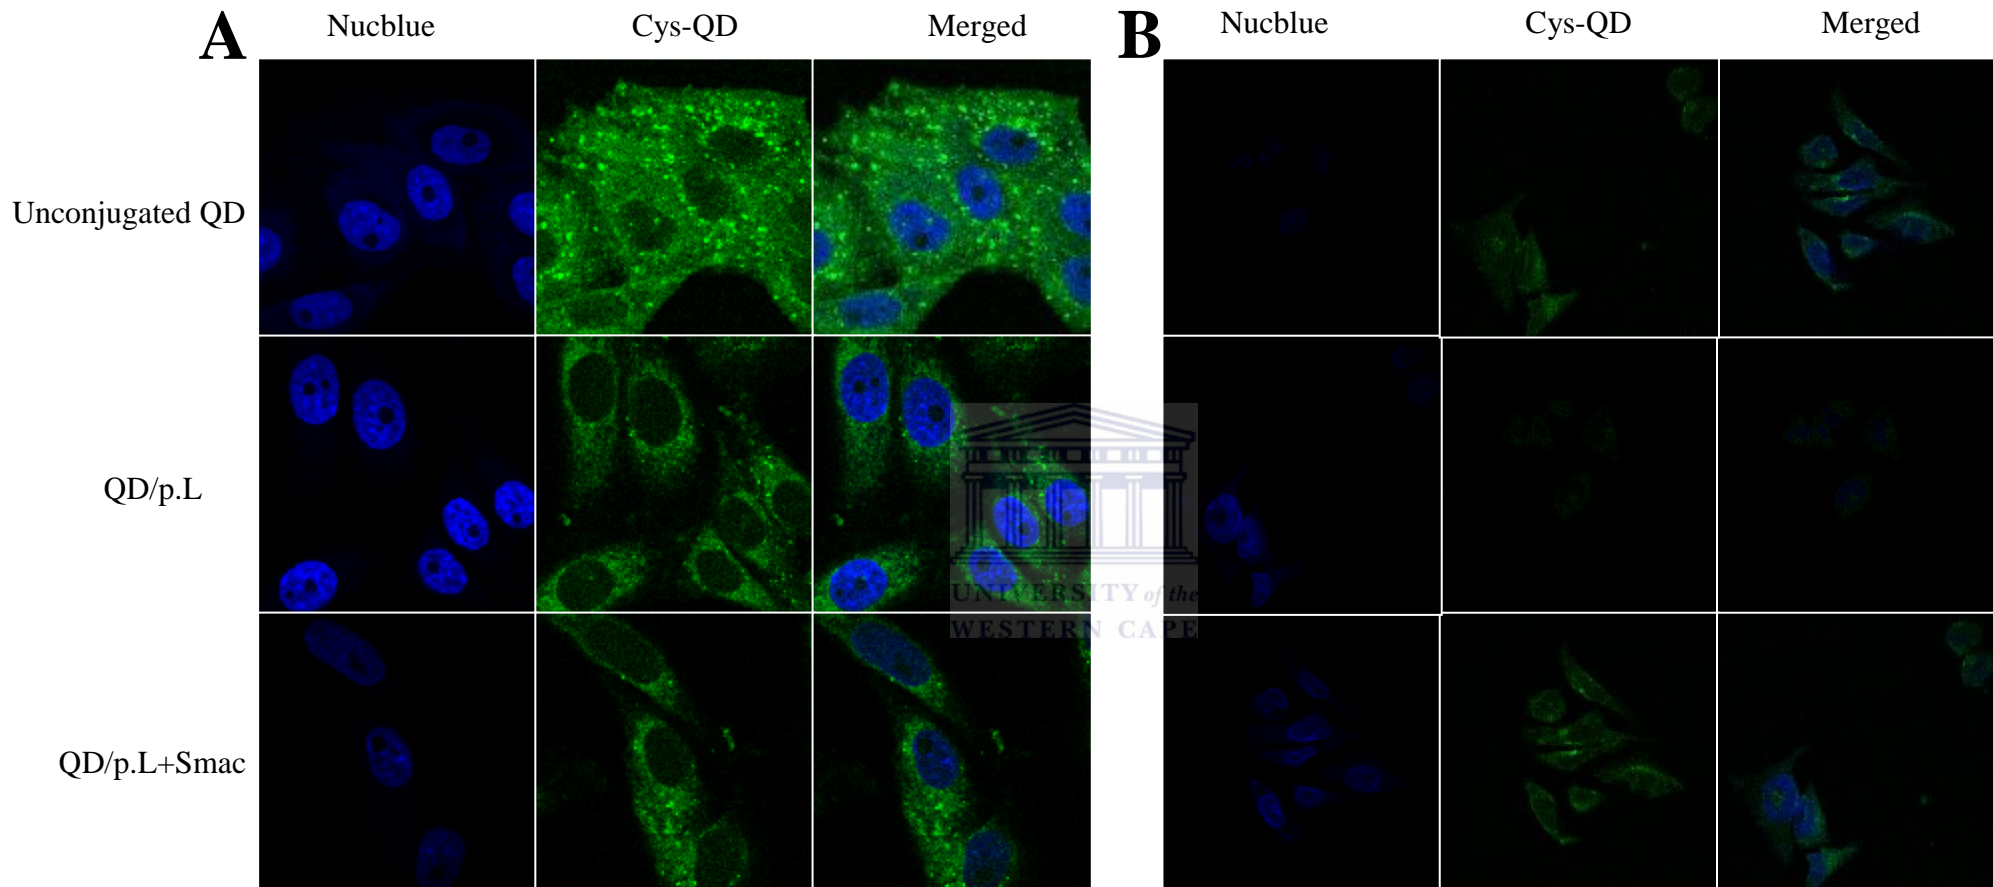 A
Nucblue
Cys-QD
Merged
B
Nucblue
Cys-QD
Merged
Unconjugated QD
QD/p.L
QD/p.L+Smac
UNIVERSITY of the
WESTERN CAPE